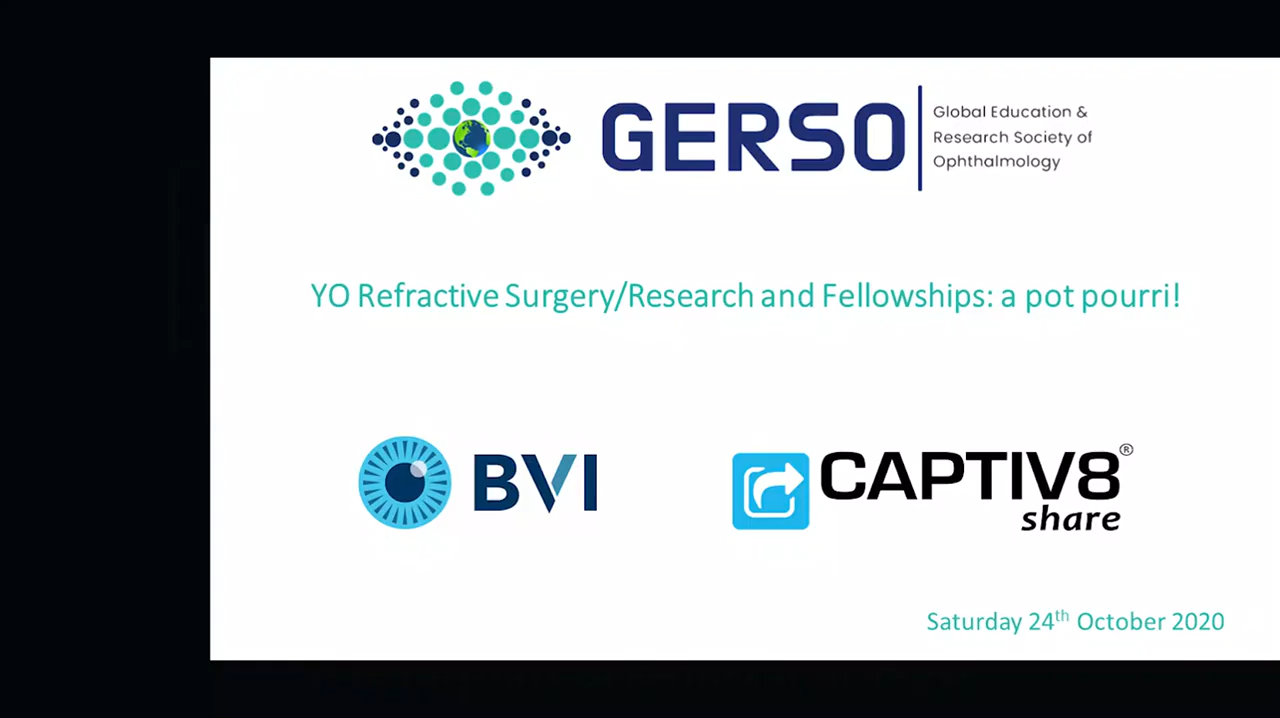 GERSO
Global Education &
Research Society of
Ophthalmology
YO Refractive Surgery/Research and Fellowships: a pot pourri!
BVI
CAPTIV8®
share
Saturday 24th October 2020